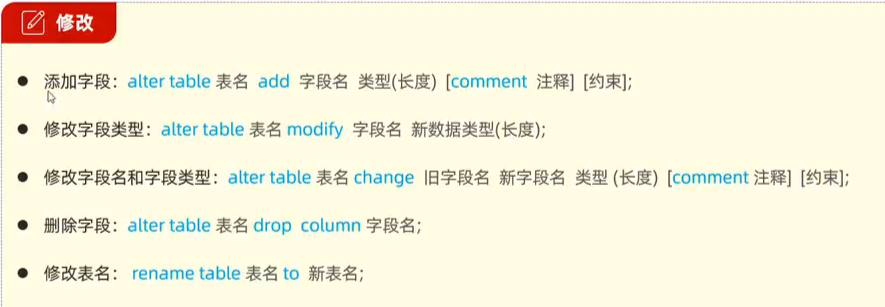 修改
添加字段：alter table 表名 add 字段名 类型(长度) [comment 注释] [约束];
修改字段类型：alter table 表名 modify 字段名 新数据类型(长度);
修改字段名和字段类型：alter table 表名 change 旧字段名 新字段名 类型 (长度) [comment 注释] [约束];
删除字段：alter table 表名 drop column 字段名;
修改表名： rename table 表名 to 新表名;